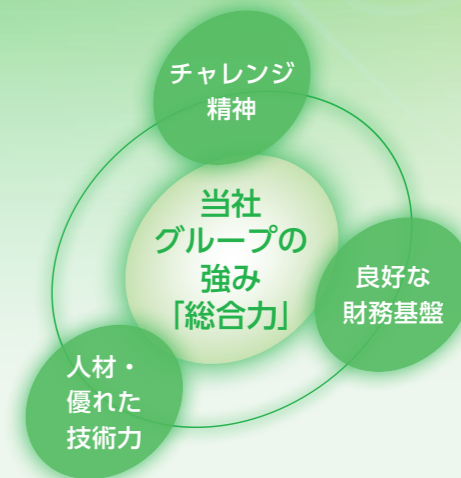 チャレンジ
精神
当社
グループの
強み
「総合力」
良好な
財務基盤
人材・
優れた
技術力